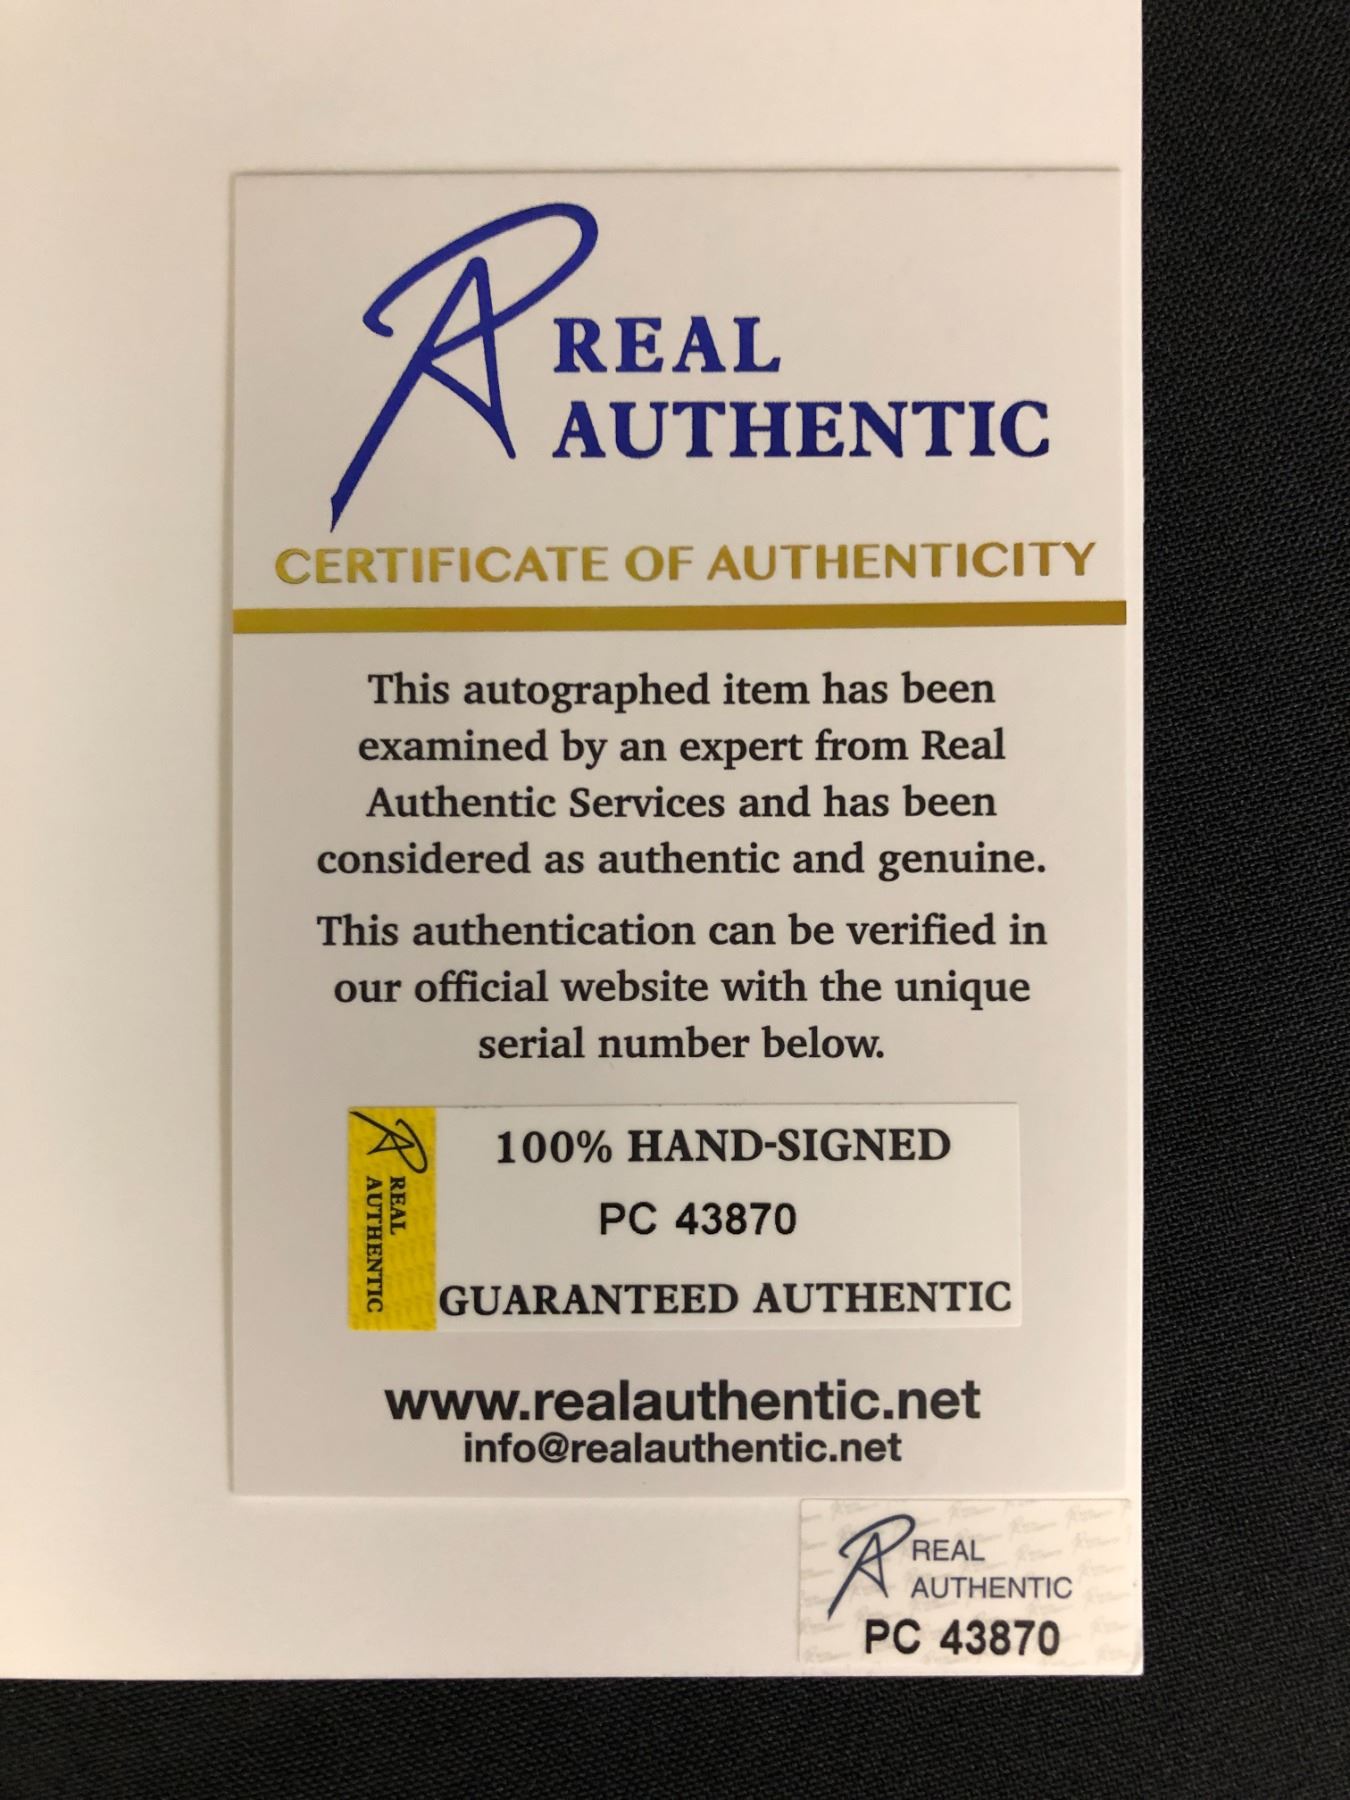 REAL
AUTHENTIC
CERTIFICATE OF AUTHENTICITY
This autographed item has been
examined by an expert from Real
Authentic Services and has been
considered as authentic and genuine.
This authentication can be verified in
our official website with the unique
serial number below.
REAL
AUTHENTIC
100% HAND-SIGNED
PC 43870
GUARANTEED AUTHENTIC
www.realauthentic.net
info@realauthentic.net
REAL
AUTHENTIC
PC 43870